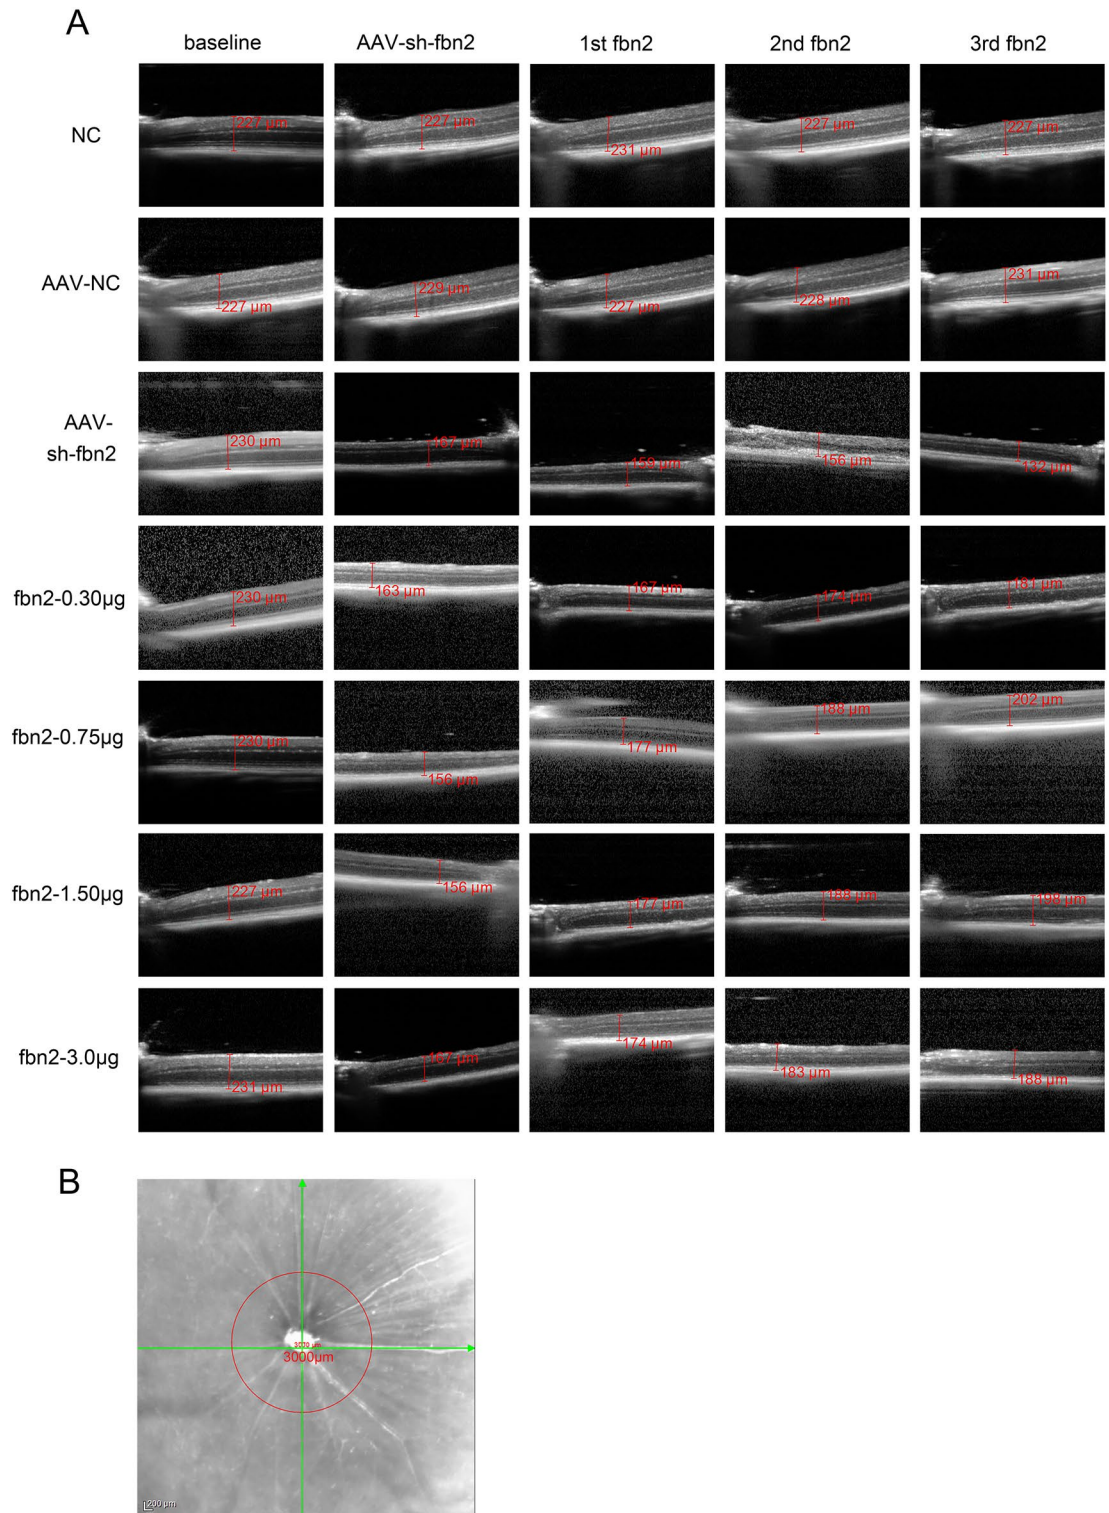 A
baseline AAV-sh-fbn2 1st fbn2 2nd fbn2 3rd fbn2
NC
227 μm 227 μm 231 μm 227 μm 227 μm
AAV-NC
227 μm 229 μm 227 μm 228 μm 231 μm
AAV-
sh-fbn2
230 μm 167 μm 159 μm 156 μm 132 μm
fbn2-0.30μg
230 μm 163 μm 167 μm 174 μm 181 μm
fbn2-0.75μg
230 μm 156 μm 177 μm 188 μm 202 μm
fbn2-1.50μg
227 μm 156 μm 177 μm 188 μm 198 μm
fbn2-3.0μg
231 μm 167 μm 174 μm 183 μm 188 μm
B
3000μm
200 μm